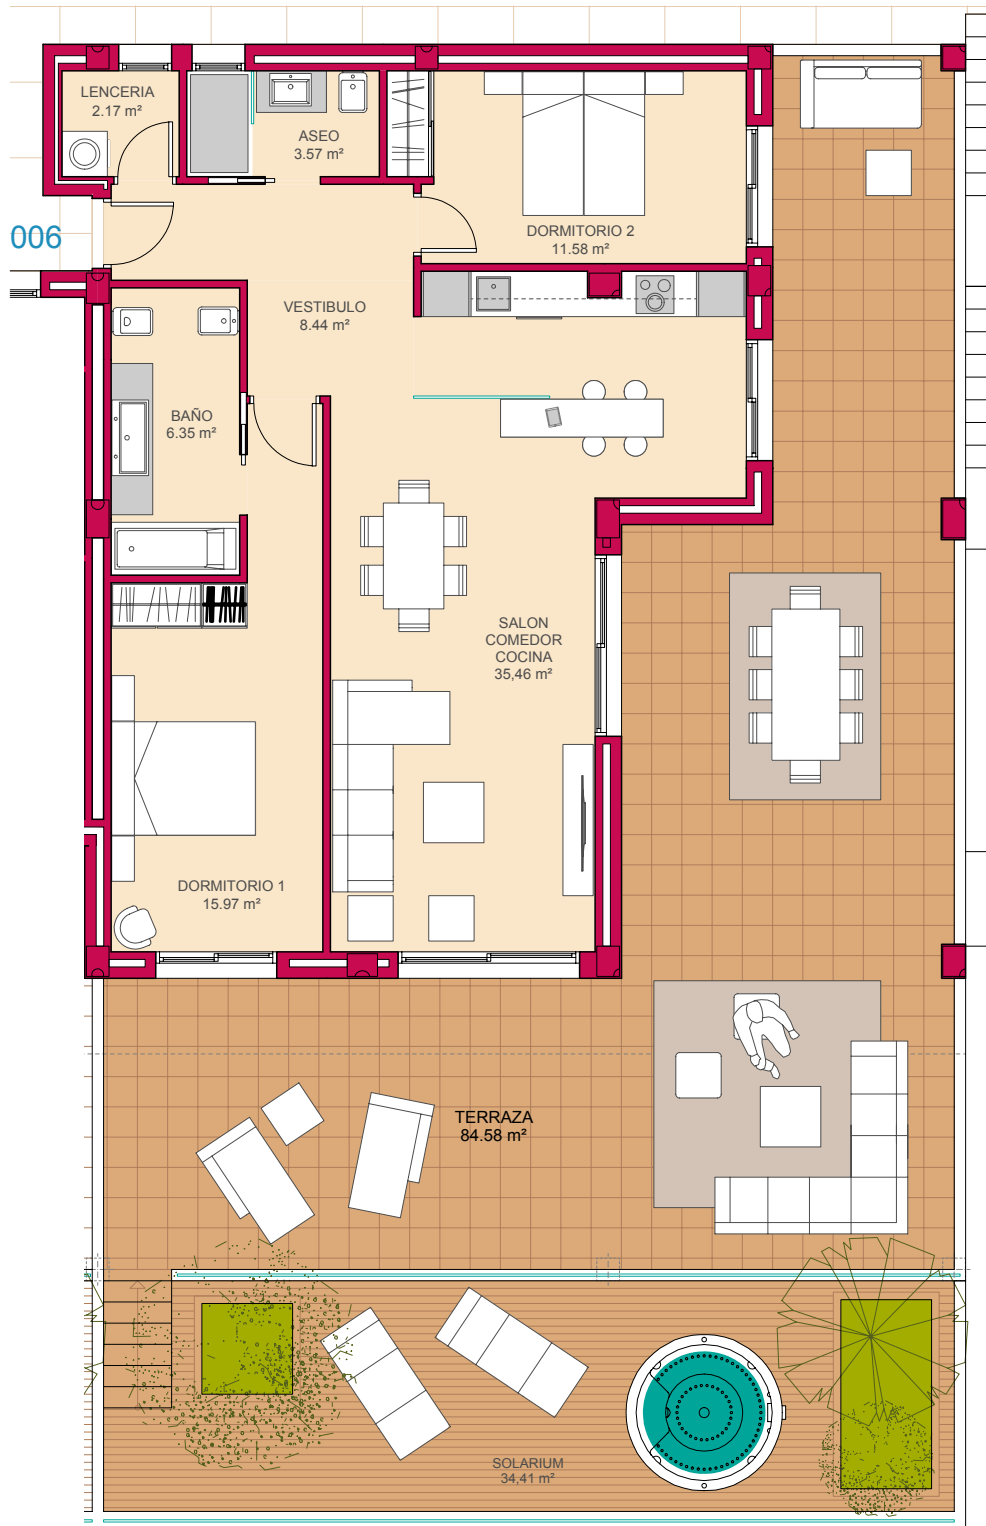 LENCERIA
2.17 m²
ASEO
3.57 m²
006
DORMITORIO 2
11.58 m²
VESTIBULO
8.44 m²
BAÑO
6.35 m²
SALON
COMEDOR
COCINA
35,46 m²
DORMITORIO 1
15.97 m²
TERRAZA
84.58 m²
SOLARIUM
34,41 m²